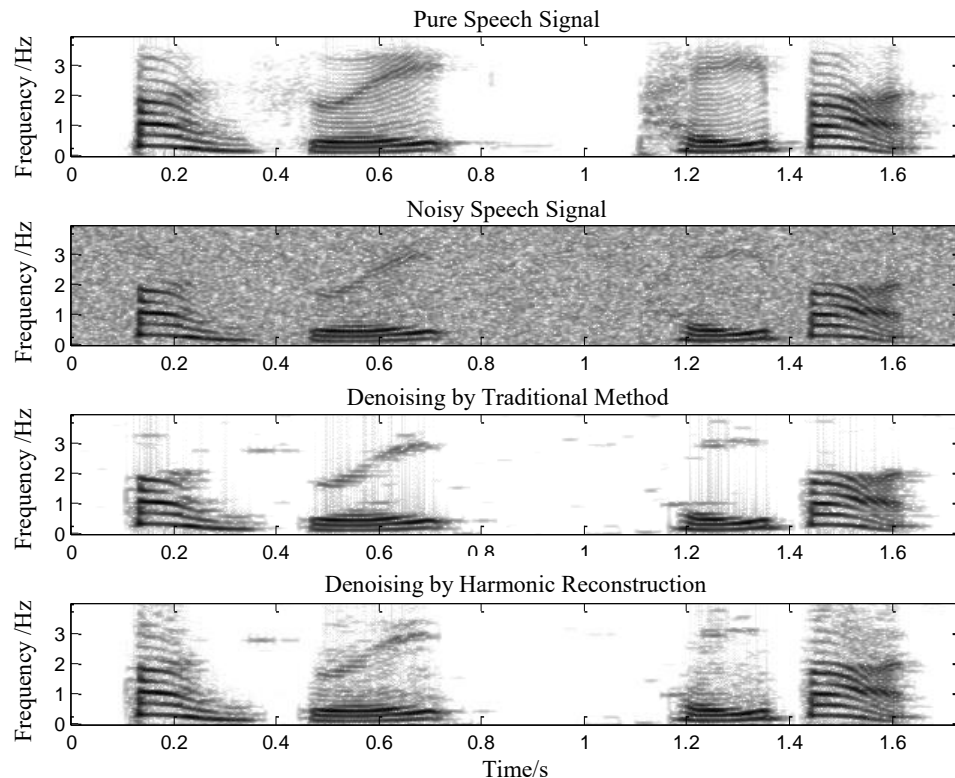 Pure Speech Signal
Frequency /Hz
3
2
1
0
0 0.2 0.4 0.6 0.8 1 1.2 1.4 1.6
Noisy Speech Signal
Frequency /Hz
3
2
1
0
0 0.2 0.4 0.6 0.8 1 1.2 1.4 1.6
Denoising by Traditional Method
Frequency /Hz
3
2
1
0
0 0.2 0.4 0.6 0.8 1 1.2 1.4 1.6
Denoising by Harmonic Reconstruction
Frequency /Hz
3
2
1
0
0 0.2 0.4 0.6 0.8 1 1.2 1.4 1.6
Time/s